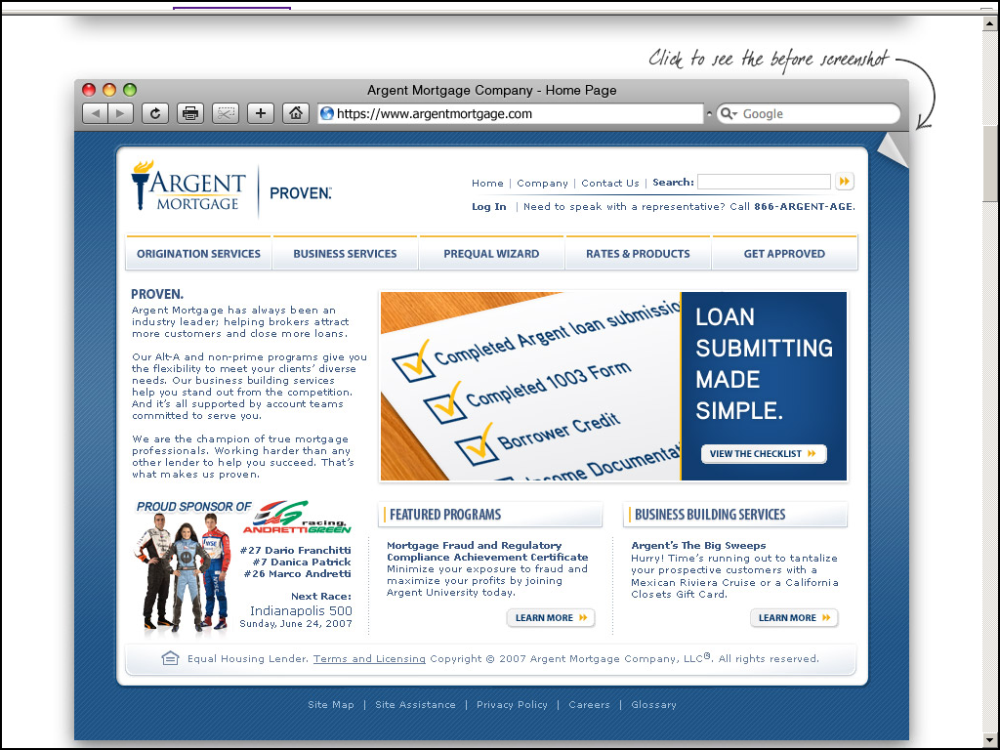 Click to see the before screenshot
Argent Mortgage Company - Home Page
https://www.argentmortgage.com
Google
ARGENT
MORTGAGE
PROVEN.
Home | Company | Contact Us | Search:
Log In | Need to speak with a representative? Call 866-ARGENT-AGE.
ORIGINATION SERVICES
BUSINESS SERVICES
PREQUAL WIZARD
RATES & PRODUCTS
GET APPROVED
PROVEN.
Argent Mortgage has always been an
industry leader; helping brokers attract
more customers and close more loans.
Our Alt-A and non-prime programs give you
the flexibility to meet your clients' diverse
needs. Our business building services
help you stand out from the competition.
And it's all supported by account teams
committed to serve you.
We are the champion of true mortgage
professionals. Working harder than any
other lender to help you succeed. That's
what makes us proven.
Completed Argent loan submissio
Completed 1003 Form
Borrower Credit
Income Documenta
LOAN
SUBMITTING
MADE
SIMPLE.
VIEW THE CHECKLIST
PROUD SPONSOR OF
racing.
ANDRETTIGREEN
#27 Dario Franchitti
#7 Danica Patrick
#26 Marco Andretti
Next Race:
Indianapolis 500
Sunday, June 24, 2007
FEATURED PROGRAMS
Mortgage Fraud and Regulatory
Compliance Achievement Certificate
Minimize your exposure to fraud and
maximize your profits by joining
Argent University today.
LEARN MORE
BUSINESS BUILDING SERVICES
Argent's The Big Sweeps
Hurry! Time's running out to tantalize
your prospective customers with a
Mexican Riviera Cruise or a California
Closets Gift Card.
LEARN MORE
Equal Housing Lender. Terms and Licensing Copyright © 2007 Argent Mortgage Company, LLC®. All rights reserved.
Site Map | Site Assistance | Privacy Policy | Careers | Glossary